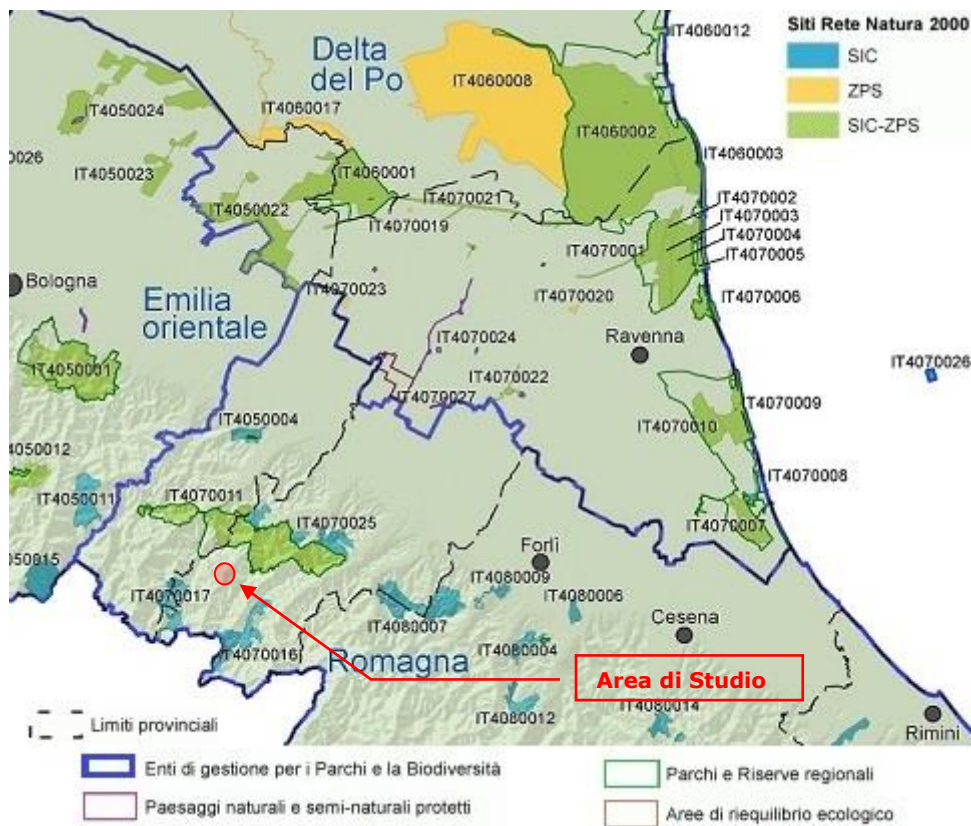 Siti Rete Natura 2000
SIC
ZPS
SIC-ZPS
IT4060012
Delta
del Po
IT4060008
IT4050024
IT4060017
IT4060002
IT4060003
026
IT4050023
IT4060001
IT4070021
IT4070002
IT4070003
IT4070004
IT4070005
IT4050022
IT4070019
IT4070001
Bologna
IT4070023
IT4070020
IT4070006
Emilia
orientale
IT4070024
Ravenna
IT4070026
IT4050001
IT4070022
IT4070027
IT4070009
IT4050004
IT4070010
4050012
IT4070008
IT4050011
IT4070011
IT4070025
IT4070007
Forlì
050015
IT4080009
IT4070017
IT4080006
IT4080007
Cesena
IT4080004
IT4070016
Romagna
Area di Studio
IT4080012
IT4080014
Rimini
Limiti provinciali
Enti di gestione per i Parchi e la Biodiversità
Parchi e Riserve regionali
Paesaggi naturali e semi-naturali protetti
Aree di riequilibrio ecologico